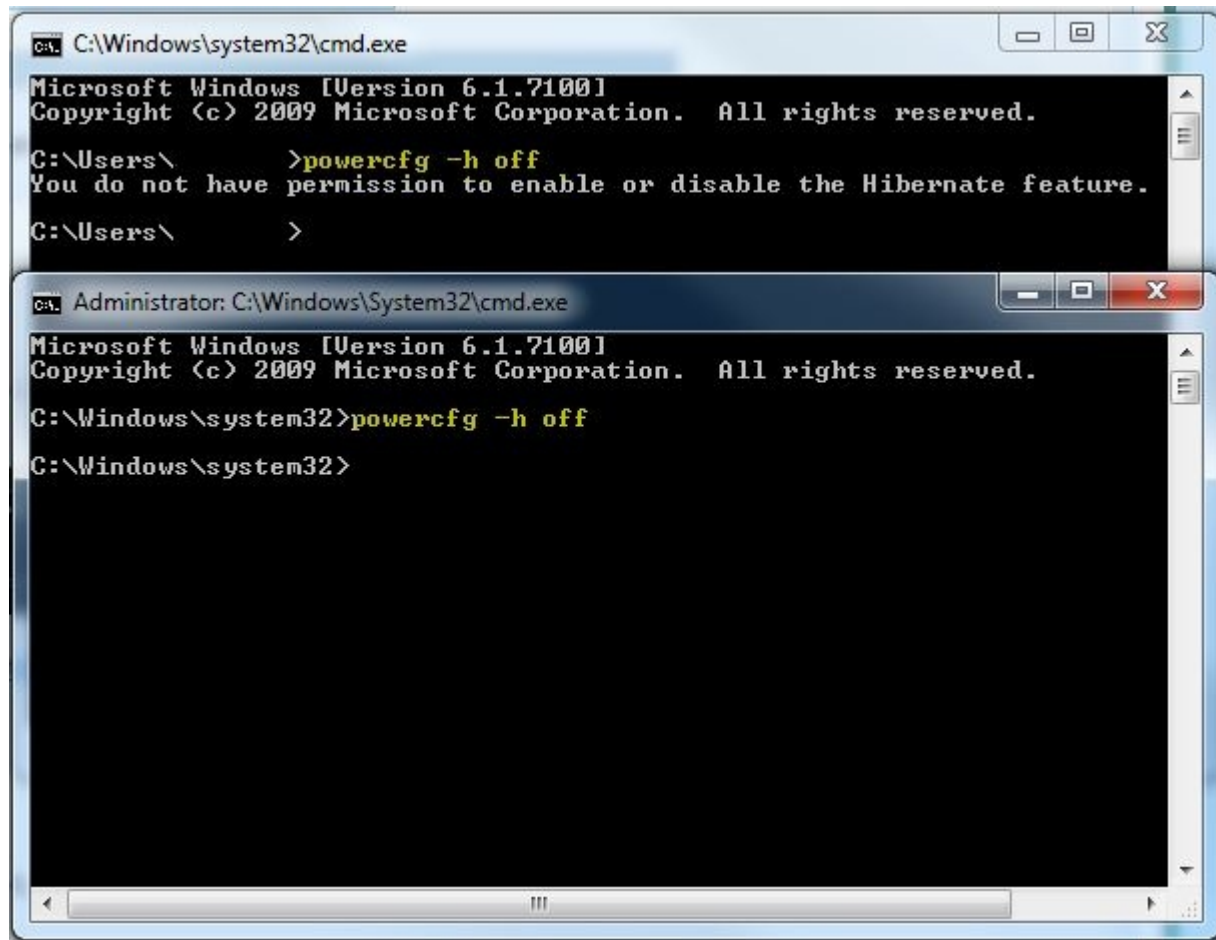 C:\Windows\system32\cmd.exe
Microsoft Windows [Version 6.1.7100]
Copyright (c) 2009 Microsoft Corporation.  All rights reserved.
C:\Users\        >powercfg -h off
You do not have permission to enable or disable the Hibernate feature.
C:\Users\        >
Administrator: C:\Windows\System32\cmd.exe
Microsoft Windows [Version 6.1.7100]
Copyright (c) 2009 Microsoft Corporation.  All rights reserved.
C:\Windows\system32>powercfg -h off
C:\Windows\system32>